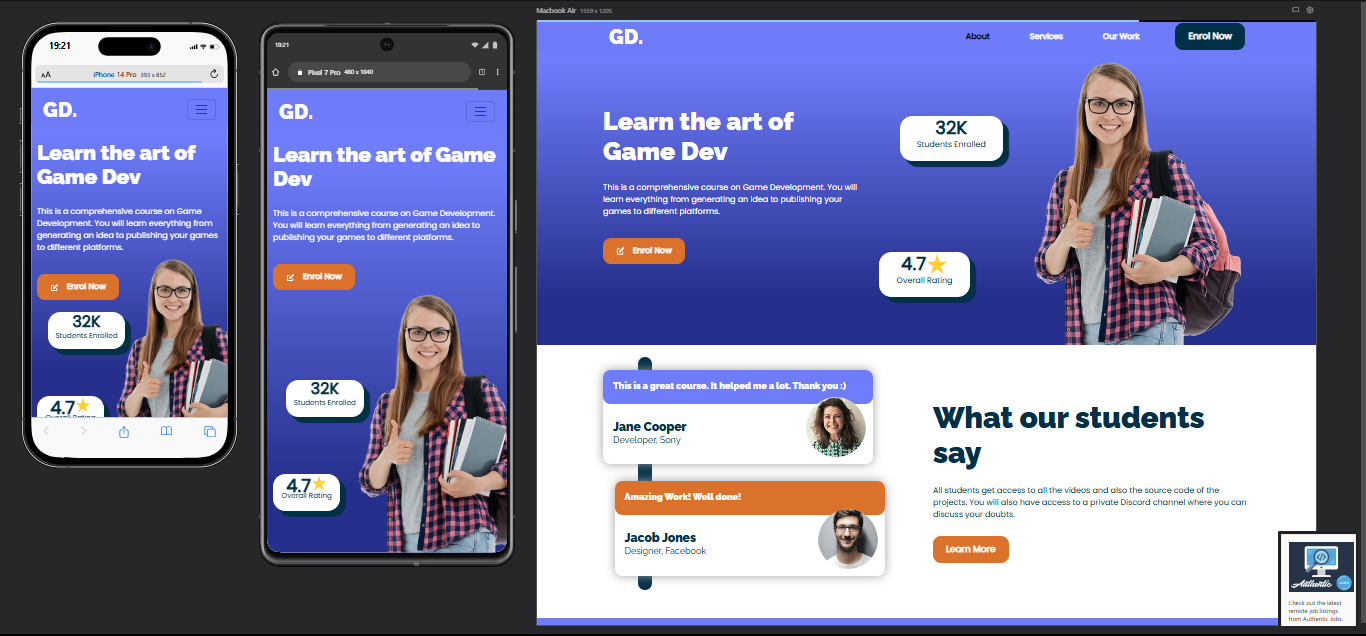 19:21
AA
iPhone 14 Pro 393 x 852
GD.
Learn the art of
Game Dev
This is a comprehensive course on Game
Development. You will learn everything from
generating an idea to publishing your games
to different platforms.
Enrol Now
32K
Students Enrolled
4.7
Overall Rating
19:21
Pixel 7 Pro 480 x 1040
GD.
Learn the art of Game
Dev
This is a comprehensive course on Game Development.
You will learn everything from generating an idea to
publishing your games to different platforms.
Enrol Now
32K
Students Enrolled
4.7
Overall Rating
Macbook Air 1559 x 1205
GD.
About
Services
Our Work
Enrol Now
Learn the art of
Game Dev
This is a comprehensive course on Game Development. You will
learn everything from generating an idea to publishing your
games to different platforms.
Enrol Now
32K
Students Enrolled
4.7
Overall Rating
This is a great course. It helped me a lot. Thank you :)
Jane Cooper
Developer, Sony
Amazing Work! Well done!
Jacob Jones
Designer, Facebook
What our students
say
All students get access to all the videos and also the source code of the
projects. You will also have access to a private Discord channel where you can
discuss your doubts.
Learn More
Authentic
JOBS
Check out the latest
remote job listings
from Authentic Jobs.